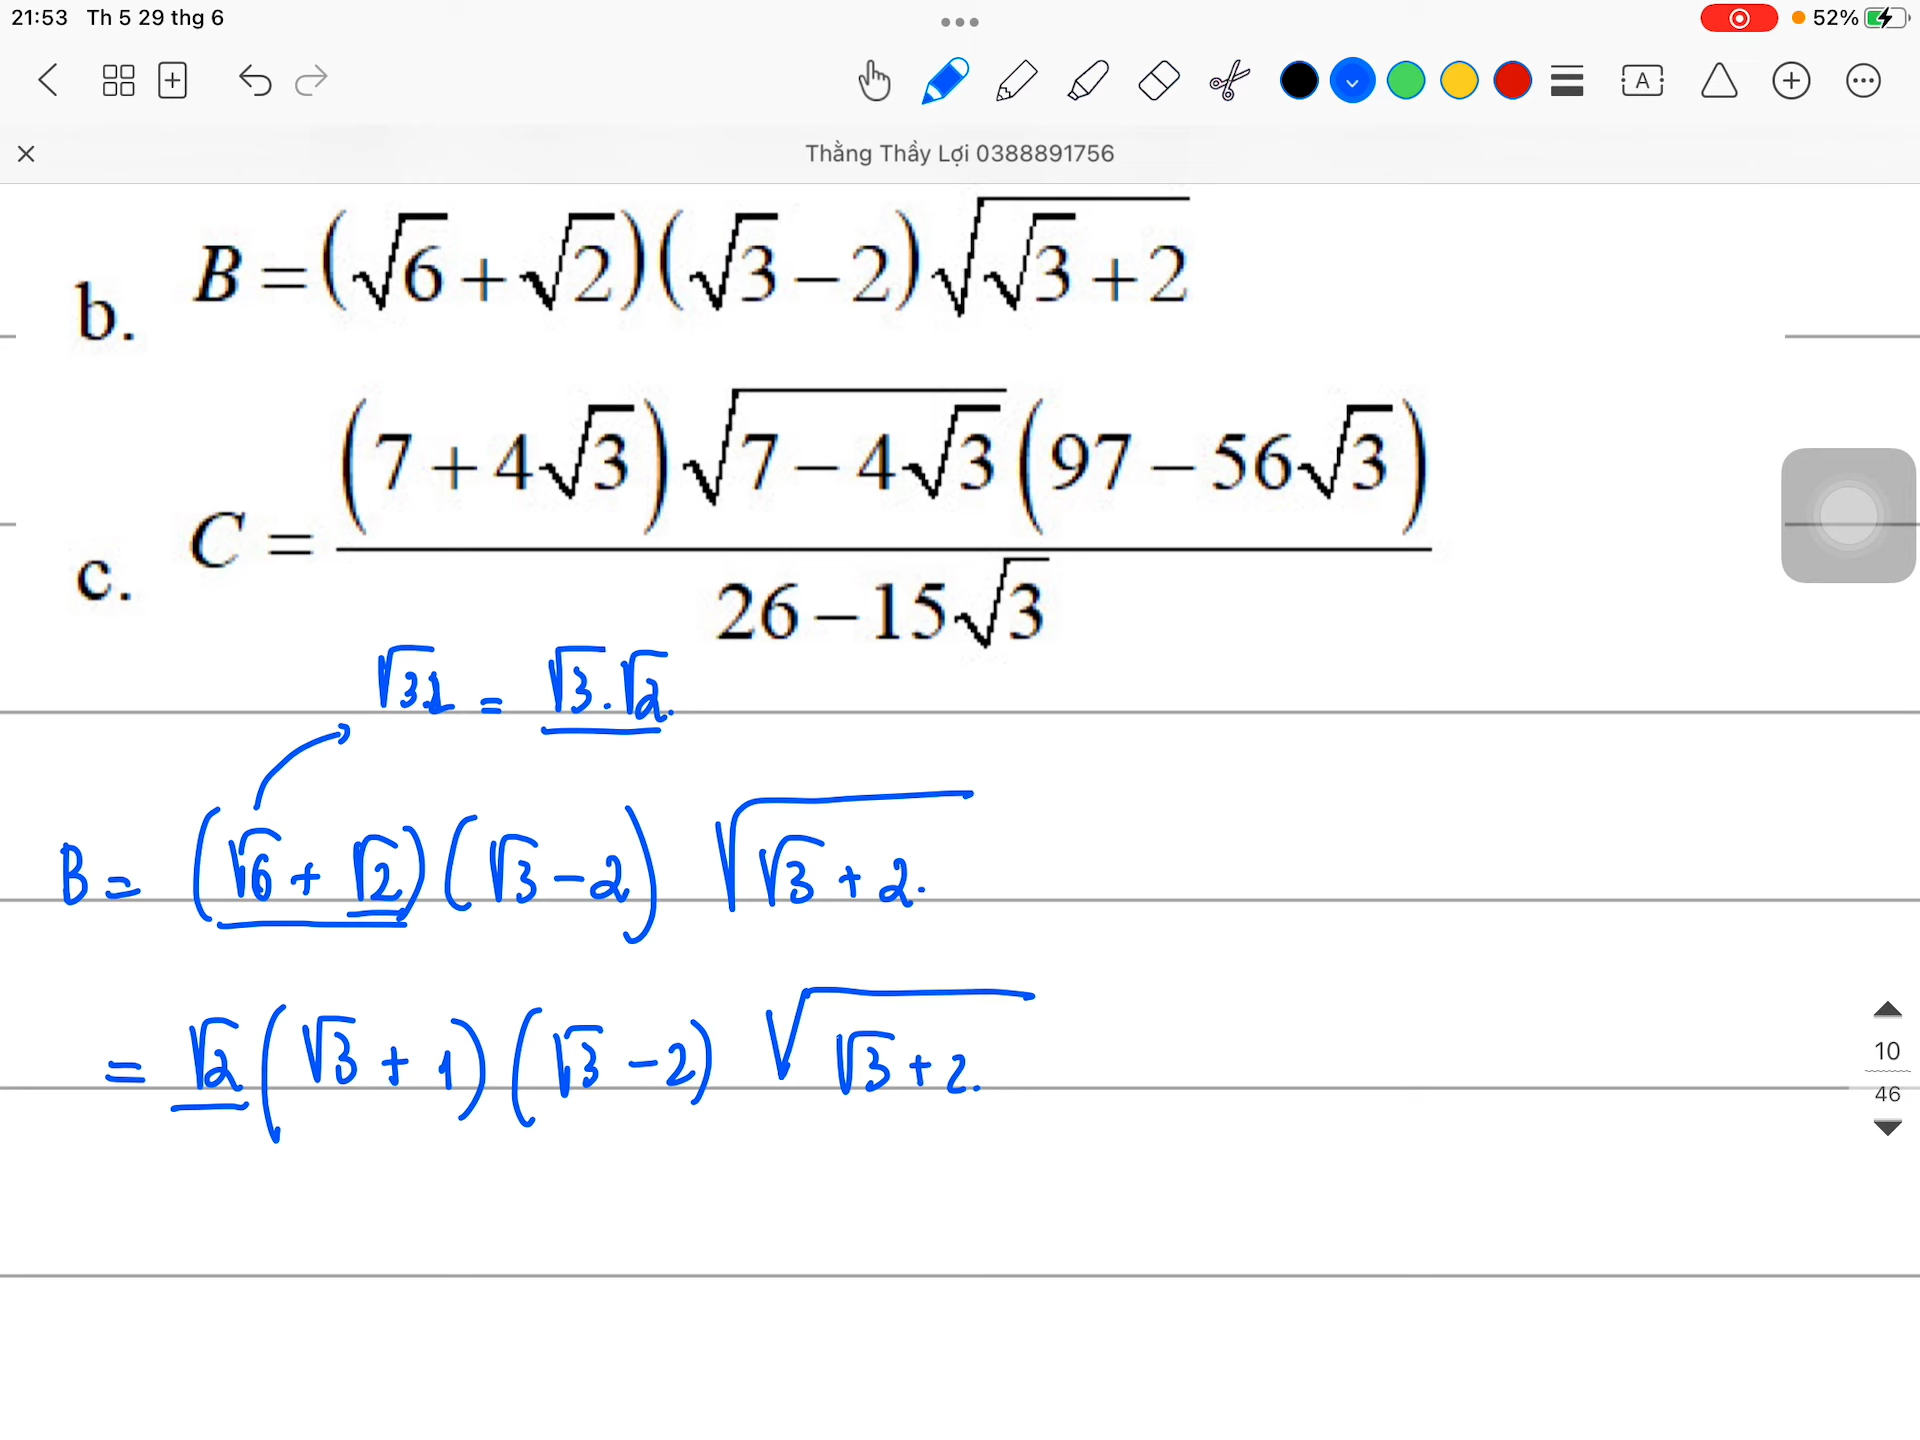 21:53 Th 5 29 thg 6
52%
A
Thằng Thầy Lợi 0388891756
b. B = (√6 + √2)(√3 − 2)√(√3 + 2)
c. C = (7 + 4√3)√(7 − 4√3)(97 − 56√3) / (26 − 15√3)
√3.2 = √3.√2.
B = (√6 + √2)(√3 − 2) √(√3 + 2.)
= √2(√3 + 1)(√3 − 2) √(√3 + 2.)
10
46